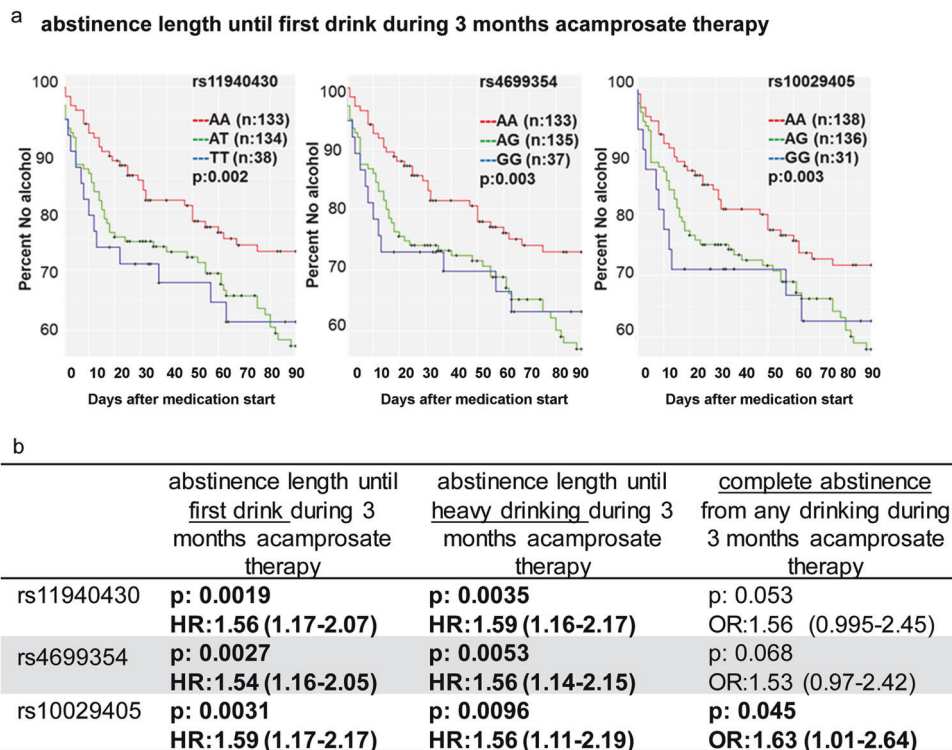 a
abstinence length until first drink during 3 months acamprosate therapy
100
90
80
70
60
Percent No alcohol
rs11940430
AA (n:133)
AT (n:134)
TT (n:38)
p:0.002
0 10 20 30 40 50 60 70 80 90
Days after medication start
100
90
80
70
60
Percent No alcohol
rs4699354
AA (n:133)
AG (n:135)
GG (n:37)
p:0.003
0 10 20 30 40 50 60 70 80 90
Days after medication start
100
90
80
70
60
Percent No alcohol
rs10029405
AA (n:138)
AG (n:136)
GG (n:31)
p:0.003
0 10 20 30 40 50 60 70 80 90
Days after medication start
b
abstinence length until
first drink during 3
months acamprosate
therapy
abstinence length until
heavy drinking during 3
months acamprosate
therapy
complete abstinence
from any drinking during
3 months acamprosate
therapy
rs11940430 p: 0.0019 p: 0.0035 p: 0.053
HR:1.56 (1.17-2.07) HR:1.59 (1.16-2.17) OR:1.56 (0.995-2.45)
rs4699354 p: 0.0027 p: 0.0053 p: 0.068
HR:1.54 (1.16-2.05) HR:1.56 (1.14-2.15) OR:1.53 (0.97-2.42)
rs10029405 p: 0.0031 p: 0.0096 p: 0.045
HR:1.59 (1.17-2.17) HR:1.56 (1.11-2.19) OR:1.63 (1.01-2.64)